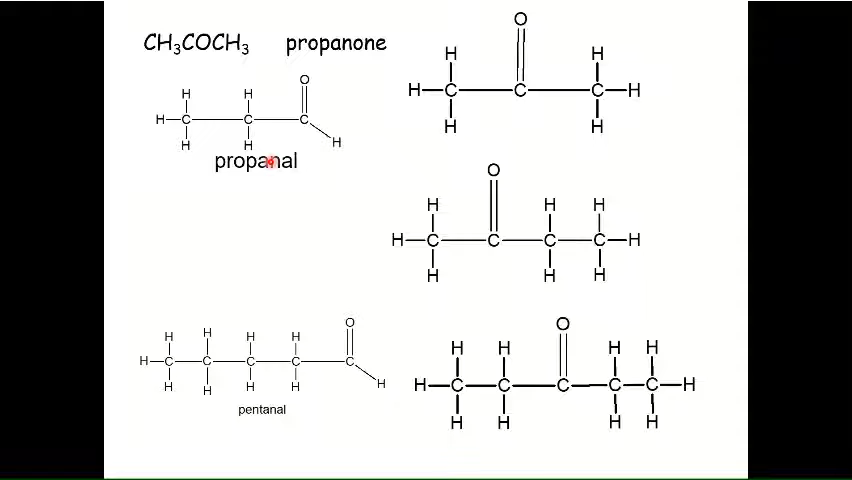 CH₃COCH₃ propanone
O
H H
H C C C H
H H
H H O
H C C C
H H H
propanal
O
H H H
H C C C C H
H H H
H H H H O
H C C C C C
H H H H H
pentanal
O
H H H H
H C C C C C H
H H H H